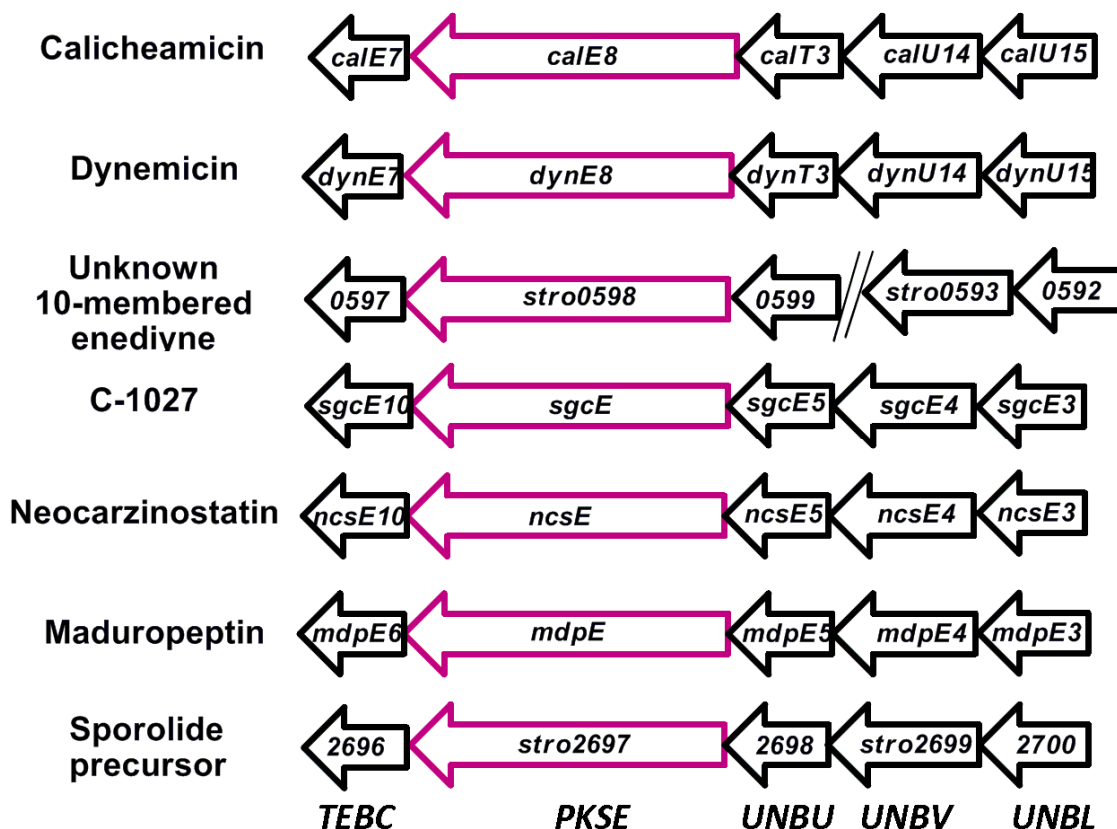 Calicheamicin calE7 calE8 calT3 calU14 calU15
Dynemicin dynE7 dynE8 dynT3 dynU14 dynU15
Unknown
10-membered
enediyne
0597 stro0598 0599 stro0593 0592
C-1027 sgcE10 sgcE sgcE5 sgcE4 sgcE3
Neocarzinostatin ncsE10 ncsE ncsE5 ncsE4 ncsE3
Maduropeptin mdpE6 mdpE mdpE5 mdpE4 mdpE3
Sporolide
precursor
2696 stro2697 2698 stro2699 2700
TEBC PKSE UNBU UNBV UNBL